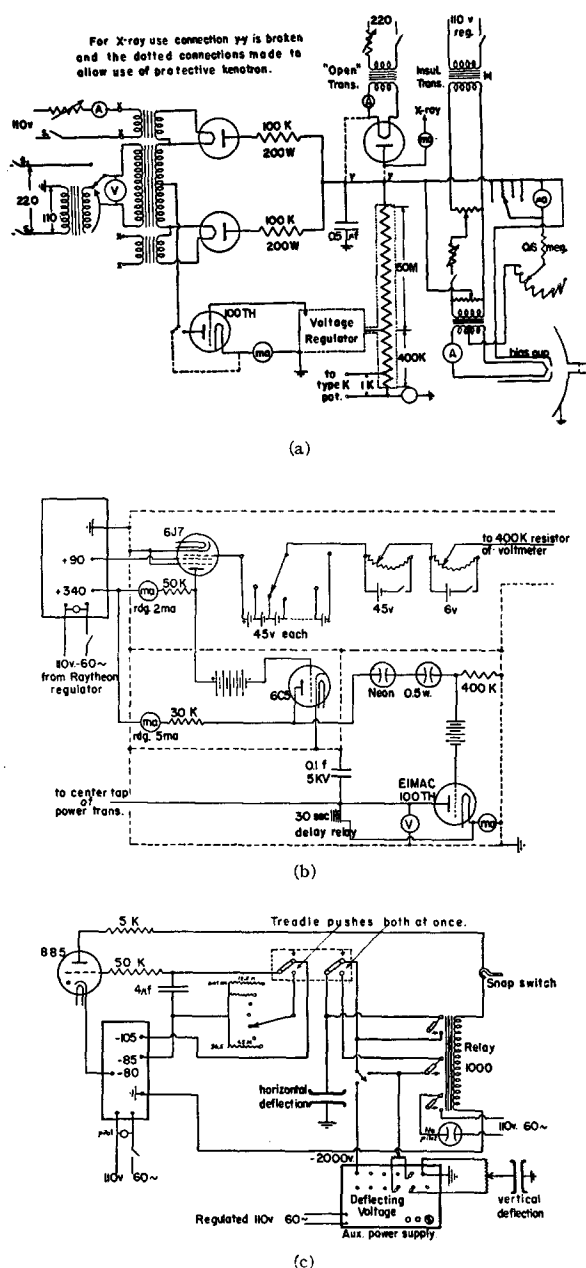 For X-ray use connection y-y is broken
and the dotted connections made to
allow use of protective kenotron.
220
"Open"
Trans.
110 v
reg.
Insul.
Trans.
X-ray
ma
110v
A
x
x
100 K
200W
y
y
220
110
V
100 K
200W
0.5 μf
50M
0.6 meg.
x
x
100TH
ma
Voltage
Regulator
400K
to
type K
pot.
1 K
A
bias gup
(a)
+90
+340
6J7
ma
rdg. 2ma
50K
45v each
45v
6v
to 400K resistor
of voltmeter
110v.-60~
from Raytheon
regulator
ma
rdg. 5ma
30 K
6C5
Neon
0.5 w.
400 K
0.1 f
5KV
to center tap
of
power trans.
30 sec
delay relay
EIMAC
100TH
V
ma
(b)
5 K
Treadle pushes both at once.
885
50 K
4μf
Snap switch
-105
-85
-80
Relay
1000
horizontal
deflection
pilot
110v 60~
110v. 60~
-2000v.
Deflecting
Voltage
vertical
deflection
Regulated 110v 60~
Aux. power supply.
(c)